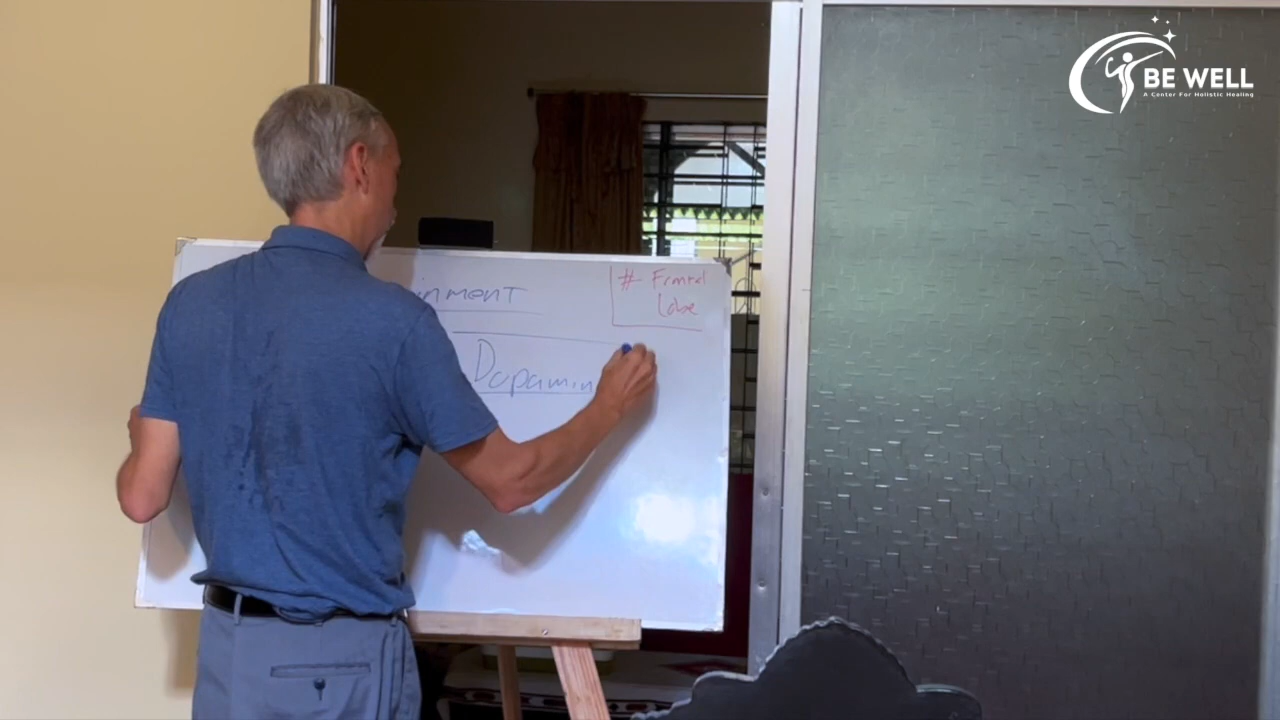 BE WELL
A Center For Holistic Healing
inment
# Frontal
Lobe
Dopamin